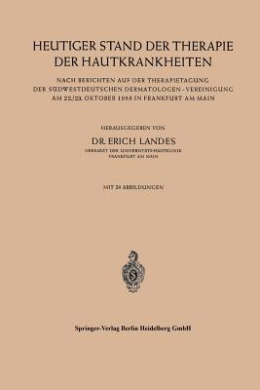 HEUTIGER STAND DER THERAPIE
DER HAUTKRANKHEITEN
NACH BERICHTEN AUF DER THERAPIETAGUNG
DER SÜDWESTDEUTSCHEN DERMATOLOGEN-VEREINIGUNG
AM 22./23. OKTOBER 1955 IN FRANKFURT AM MAIN
HERAUSGEGEBEN VON
DR. ERICH LANDES
OBERARZT DER UNIVERSITÄTS-HAUTKLINIK
FRANKFURT AM MAIN
MIT 24 ABBILDUNGEN
Springer-Verlag Berlin Heidelberg GmbH